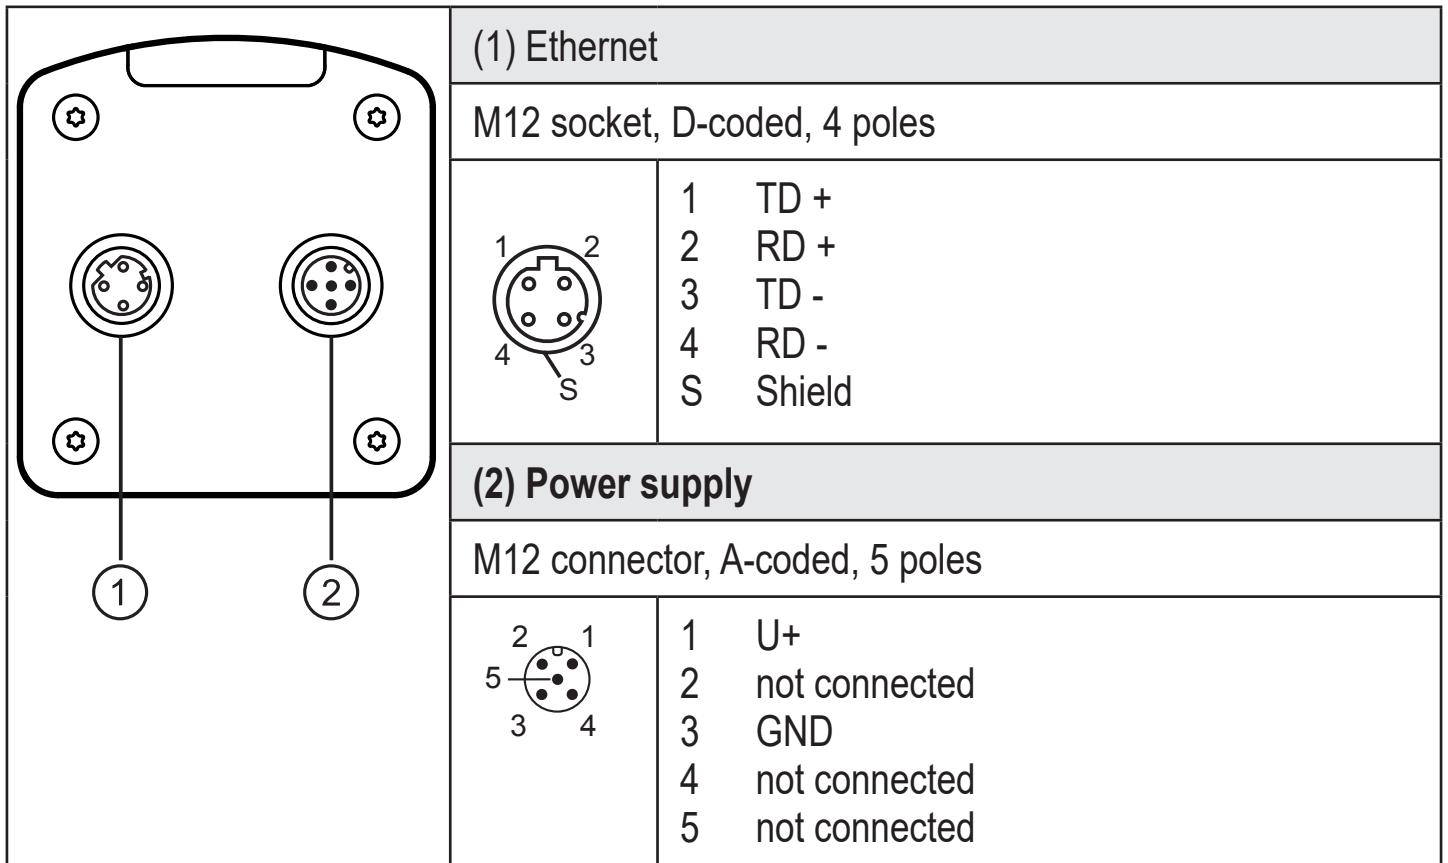 (1) Ethernet
M12 socket, D-coded, 4 poles
1 2
4 3
S
1 TD +
2 RD +
3 TD -
4 RD -
S Shield
(2) Power supply
M12 connector, A-coded, 5 poles
2 1
5
3 4
1 U+
2 not connected
3 GND
4 not connected
5 not connected
1 2